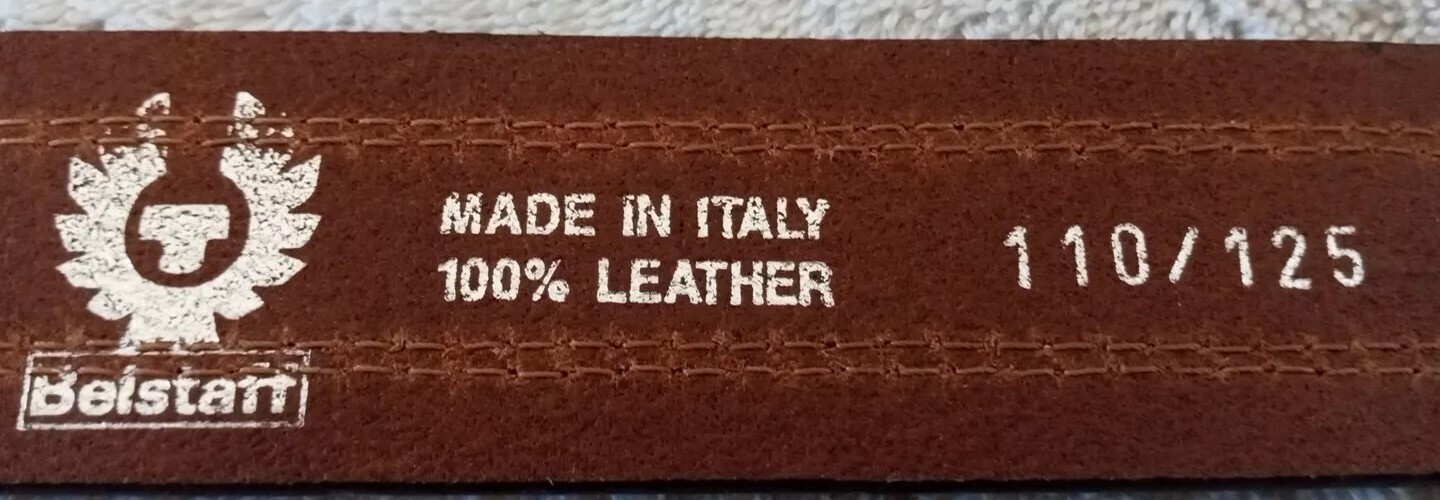 Belstaff
MADE IN ITALY
100% LEATHER
110/125